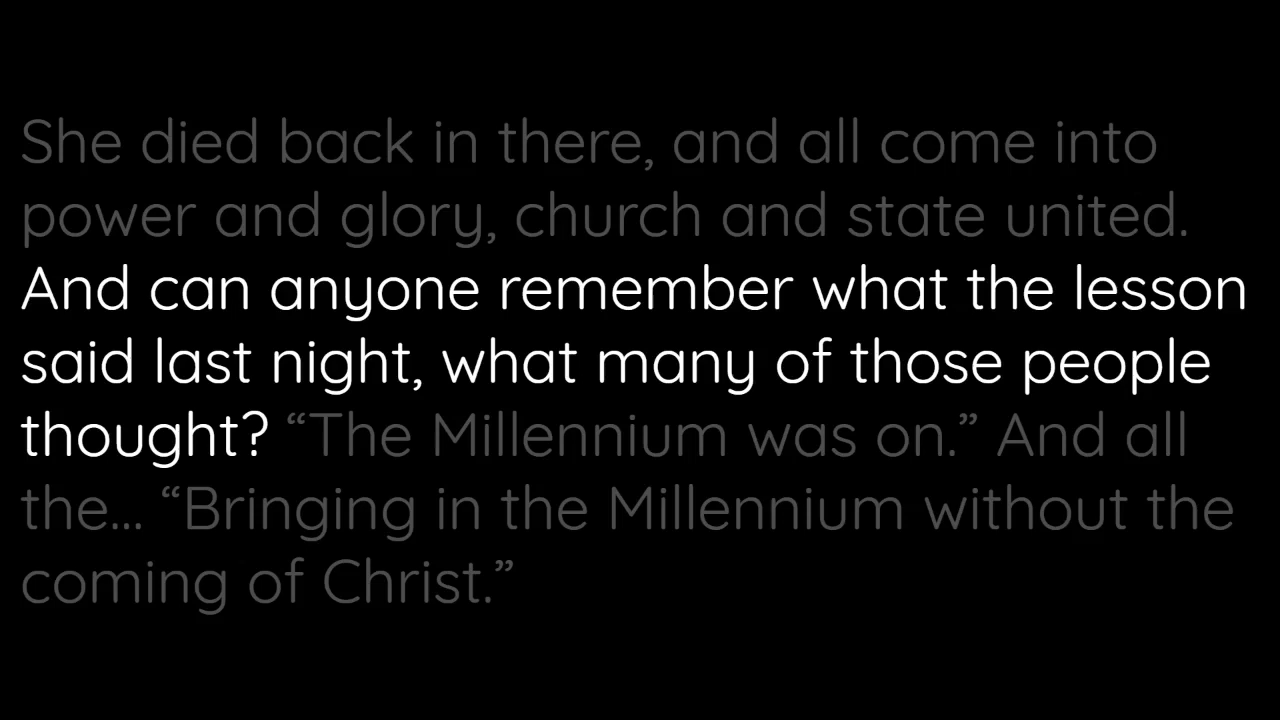 She died back in there, and all come into
power and glory, church and state united.
And can anyone remember what the lesson
said last night, what many of those people
thought? “The Millennium was on.” And all
the... “Bringing in the Millennium without the
coming of Christ.”